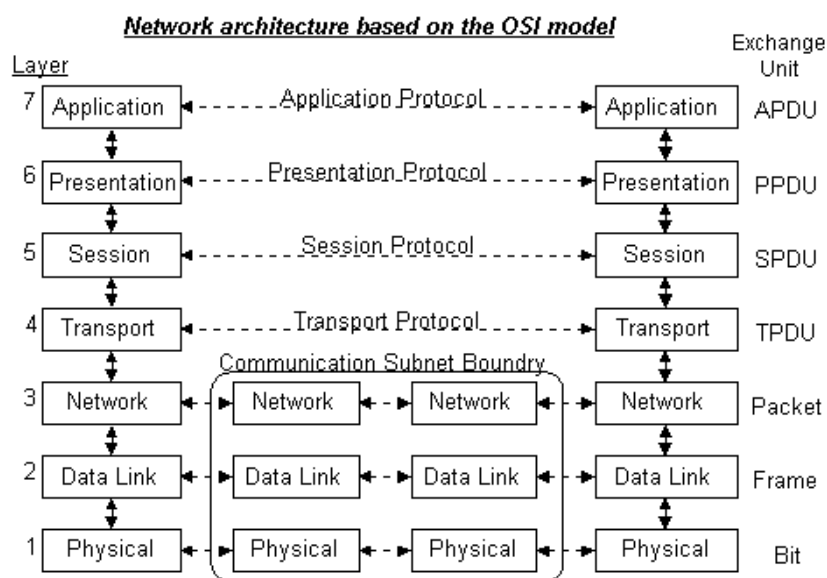 Network architecture based on the OSI model
Exchange
Unit
Layer
7 Application Application Protocol Application APDU
6 Presentation Presentation Protocol Presentation PPDU
5 Session Session Protocol Session SPDU
4 Transport Transport Protocol Transport TPDU
Communication Subnet Boundry
3 Network Network Network Network Packet
2 Data Link Data Link Data Link Data Link Frame
1 Physical Physical Physical Physical Bit